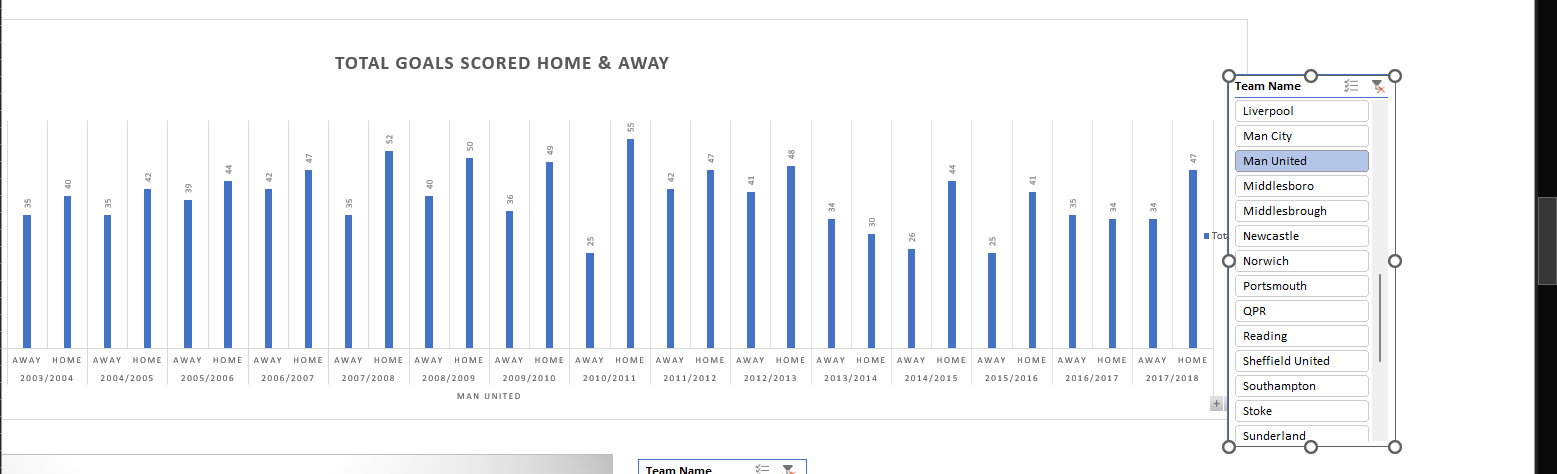 TOTAL GOALS SCORED HOME & AWAY
35 40 35 42 39 44 42 47 35 52 40 50 36 49 25 55 42 47 41 48 34 30 26 44 25 41 35 34 34 47
AWAY HOME AWAY HOME AWAY HOME AWAY HOME AWAY HOME AWAY HOME AWAY HOME AWAY HOME AWAY HOME AWAY HOME AWAY HOME AWAY HOME AWAY HOME AWAY HOME AWAY HOME
2003/2004 2004/2005 2005/2006 2006/2007 2007/2008 2008/2009 2009/2010 2010/2011 2011/2012 2012/2013 2013/2014 2014/2015 2015/2016 2016/2017 2017/2018
MAN UNITED
Tot
+
Team Name
Liverpool
Man City
Man United
Middlesboro
Middlesbrough
Newcastle
Norwich
Portsmouth
QPR
Reading
Sheffield United
Southampton
Stoke
Sunderland
Team Name